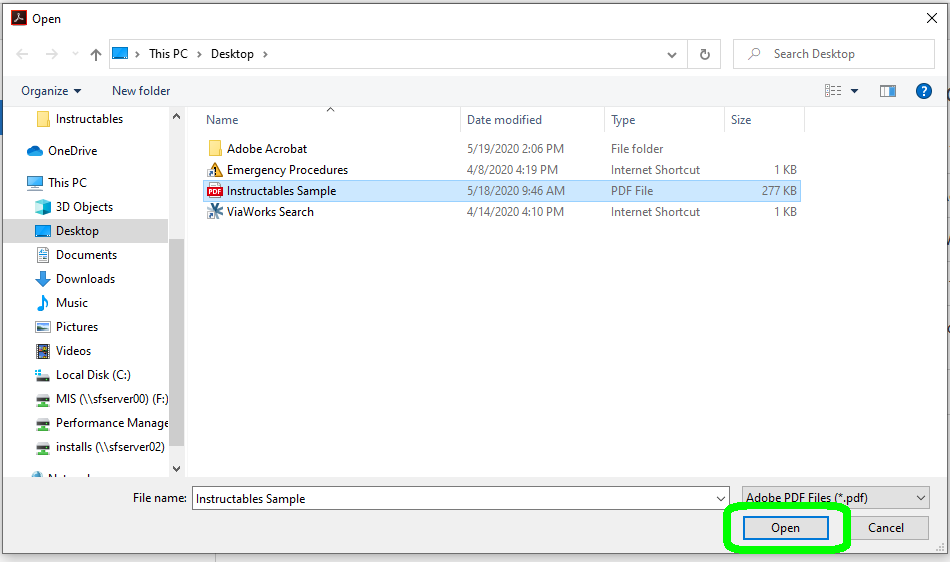 Open
This PC > Desktop >
Search Desktop
Organize
New folder
?
Instructables
OneDrive
This PC
3D Objects
Desktop
Documents
Downloads
Music
Pictures
Videos
Local Disk (C:)
MIS (\\sfserver00) (F:)
Performance Manage
installs (\\sfserver02)
Name Date modified Type Size
Adobe Acrobat 5/19/2020 2:06 PM File folder
Emergency Procedures 4/8/2020 4:19 PM Internet Shortcut 1 KB
PDF Instructables Sample 5/18/2020 9:46 AM PDF File 277 KB
ViaWorks Search 4/14/2020 4:10 PM Internet Shortcut 1 KB
File name: Instructables Sample
Adobe PDF Files (*.pdf)
Open
Cancel